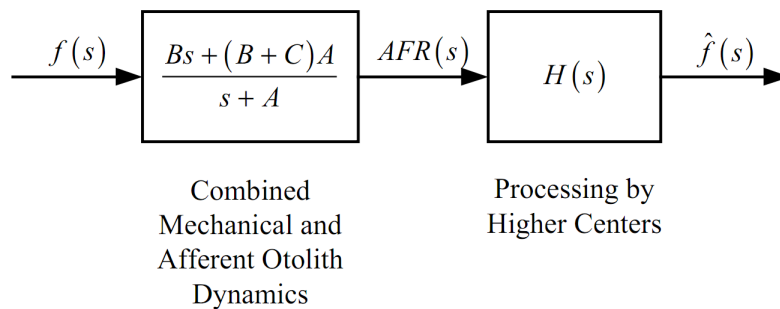 f(s)
Bs + (B + C)A
s + A
AFR(s)
H(s)
f̂(s)
Combined
Mechanical and
Afferent Otolith
Dynamics
Processing by
Higher Centers